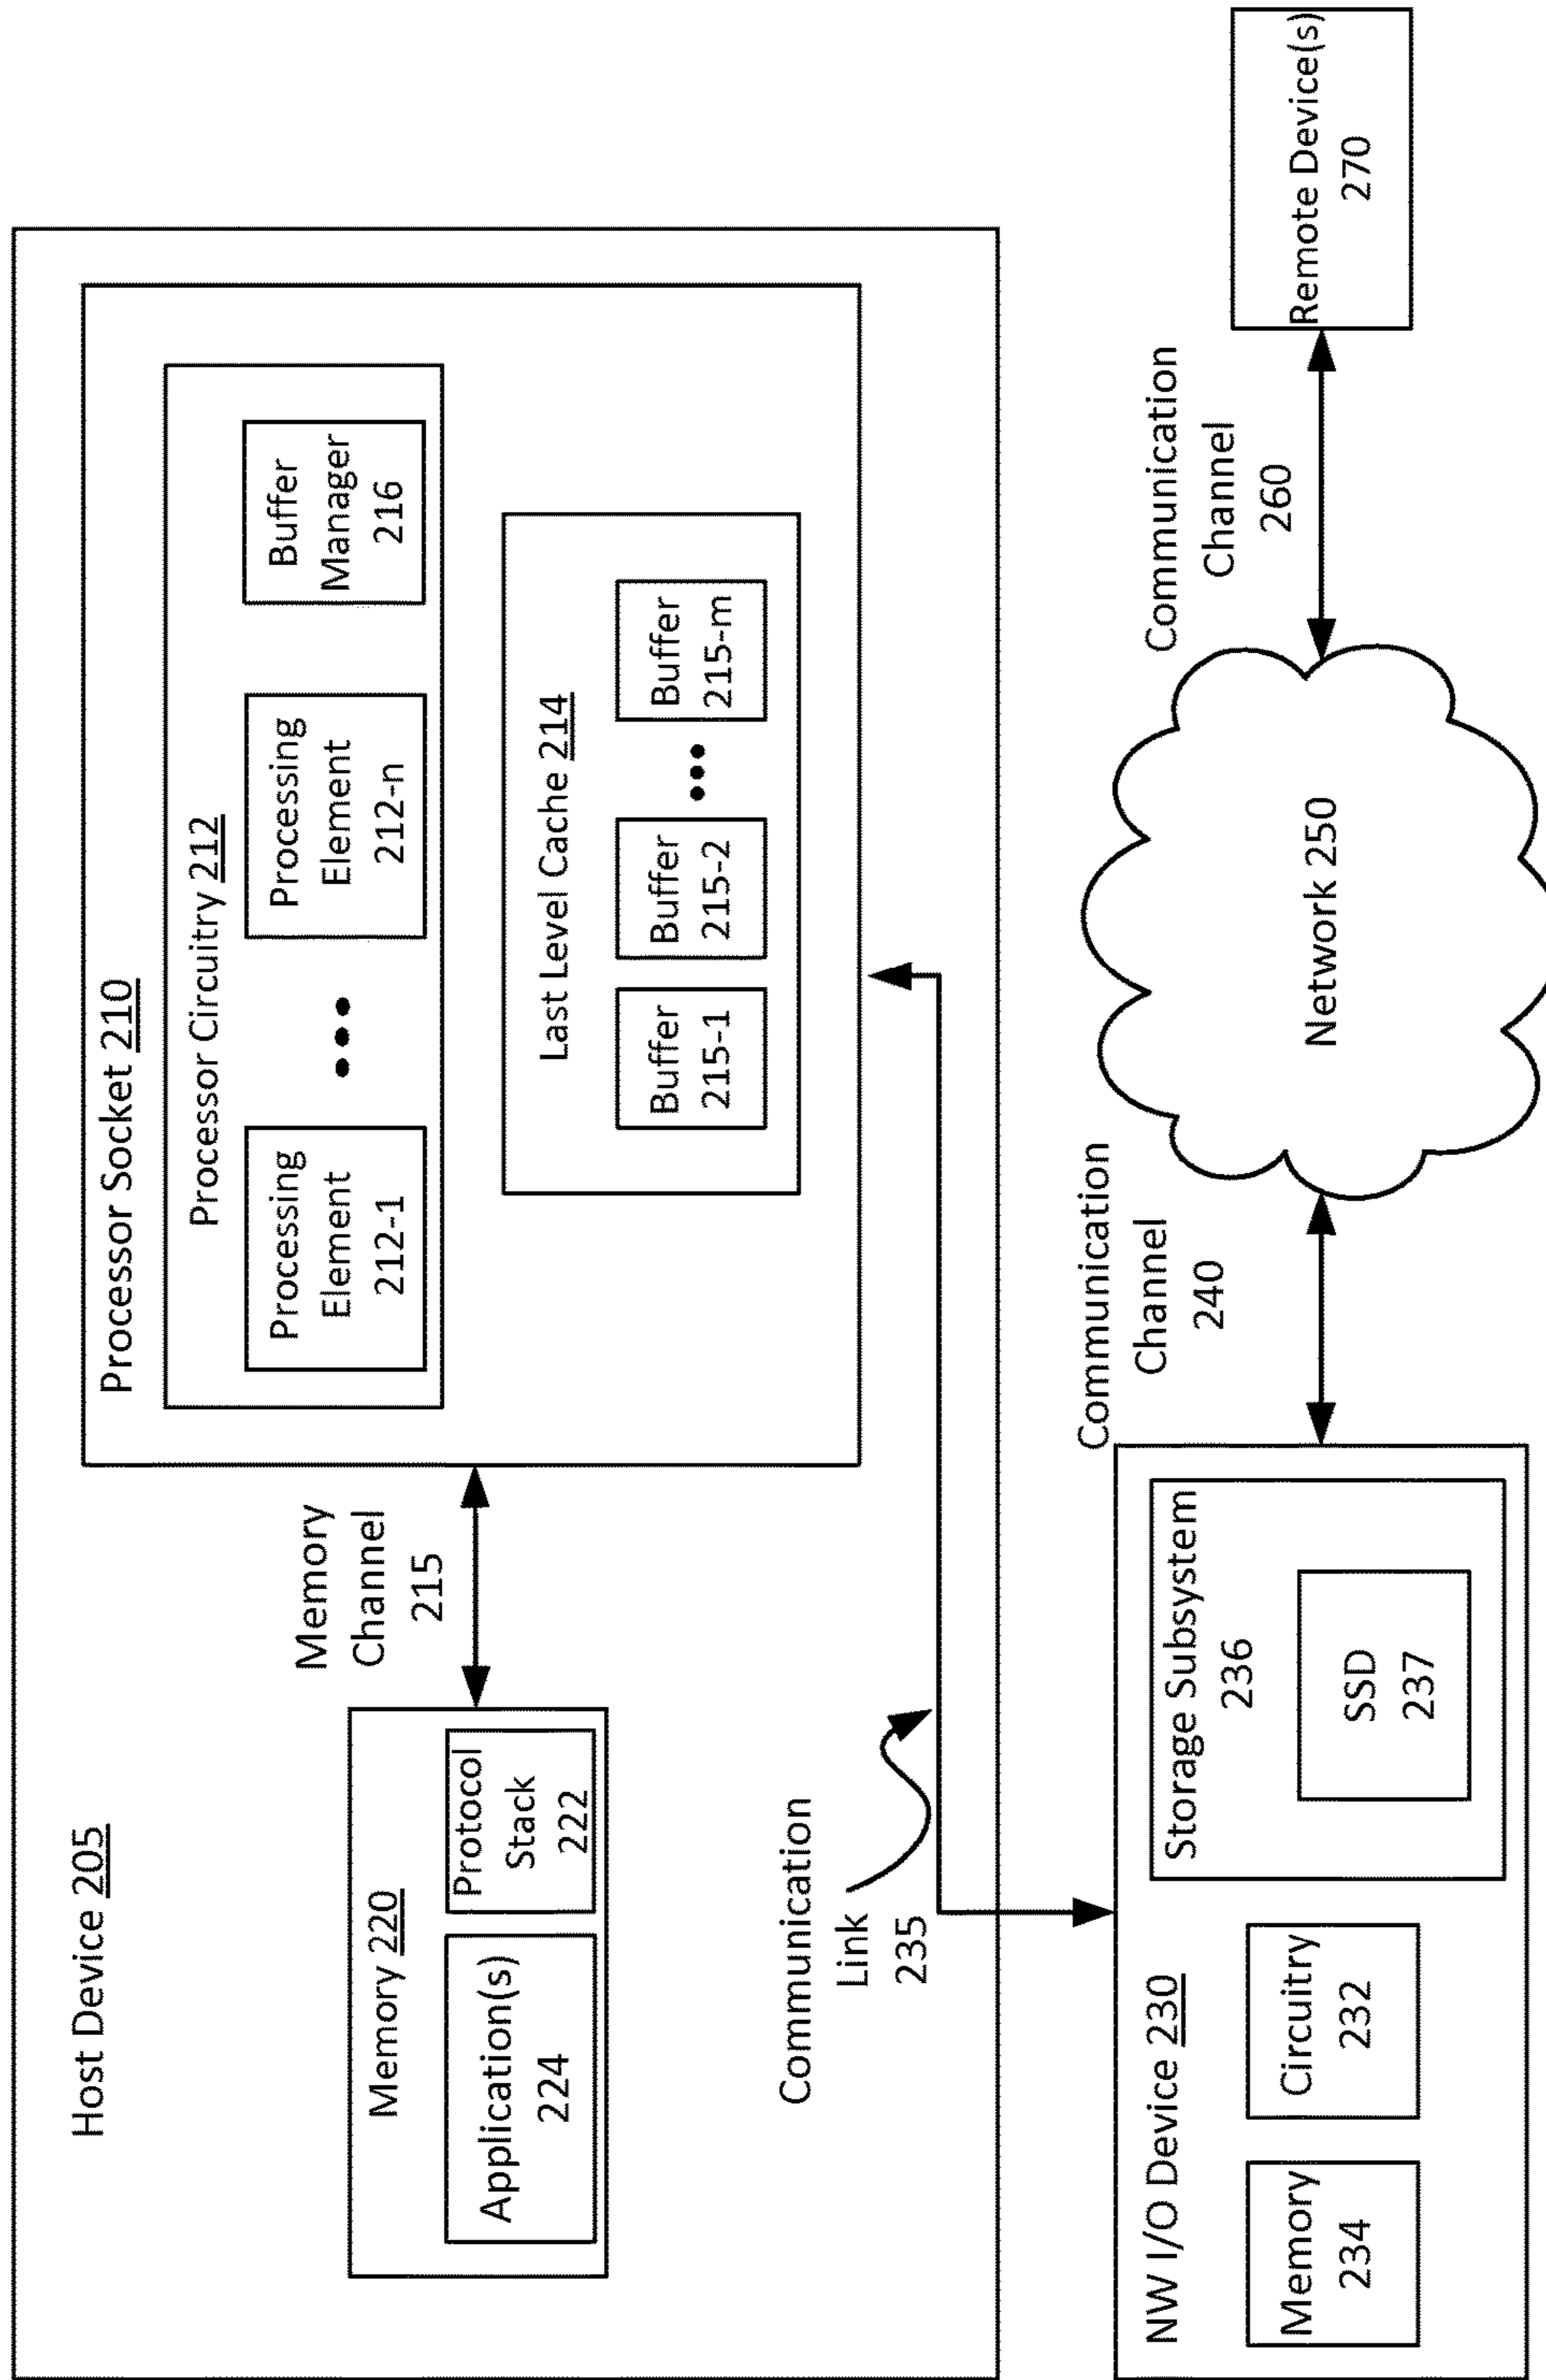 Host Device 205
Processor Socket 210
Processor Circuitry 212
Processing
Element
212-1
Processing
Element
212-n
Buffer
Manager
216
Memory
Channel
215
Memory 220
Application(s)
224
Protocol
Stack
222
Last Level Cache 214
Buffer
215-1
Buffer
215-2
Buffer
215-m
Communication
Link
235
NW I/O Device 230
Memory
234
Circuitry
232
Storage Subsystem
236
SSD
237
Communication
Channel
240
Network 250
Communication
Channel
260
Remote Device(s)
270